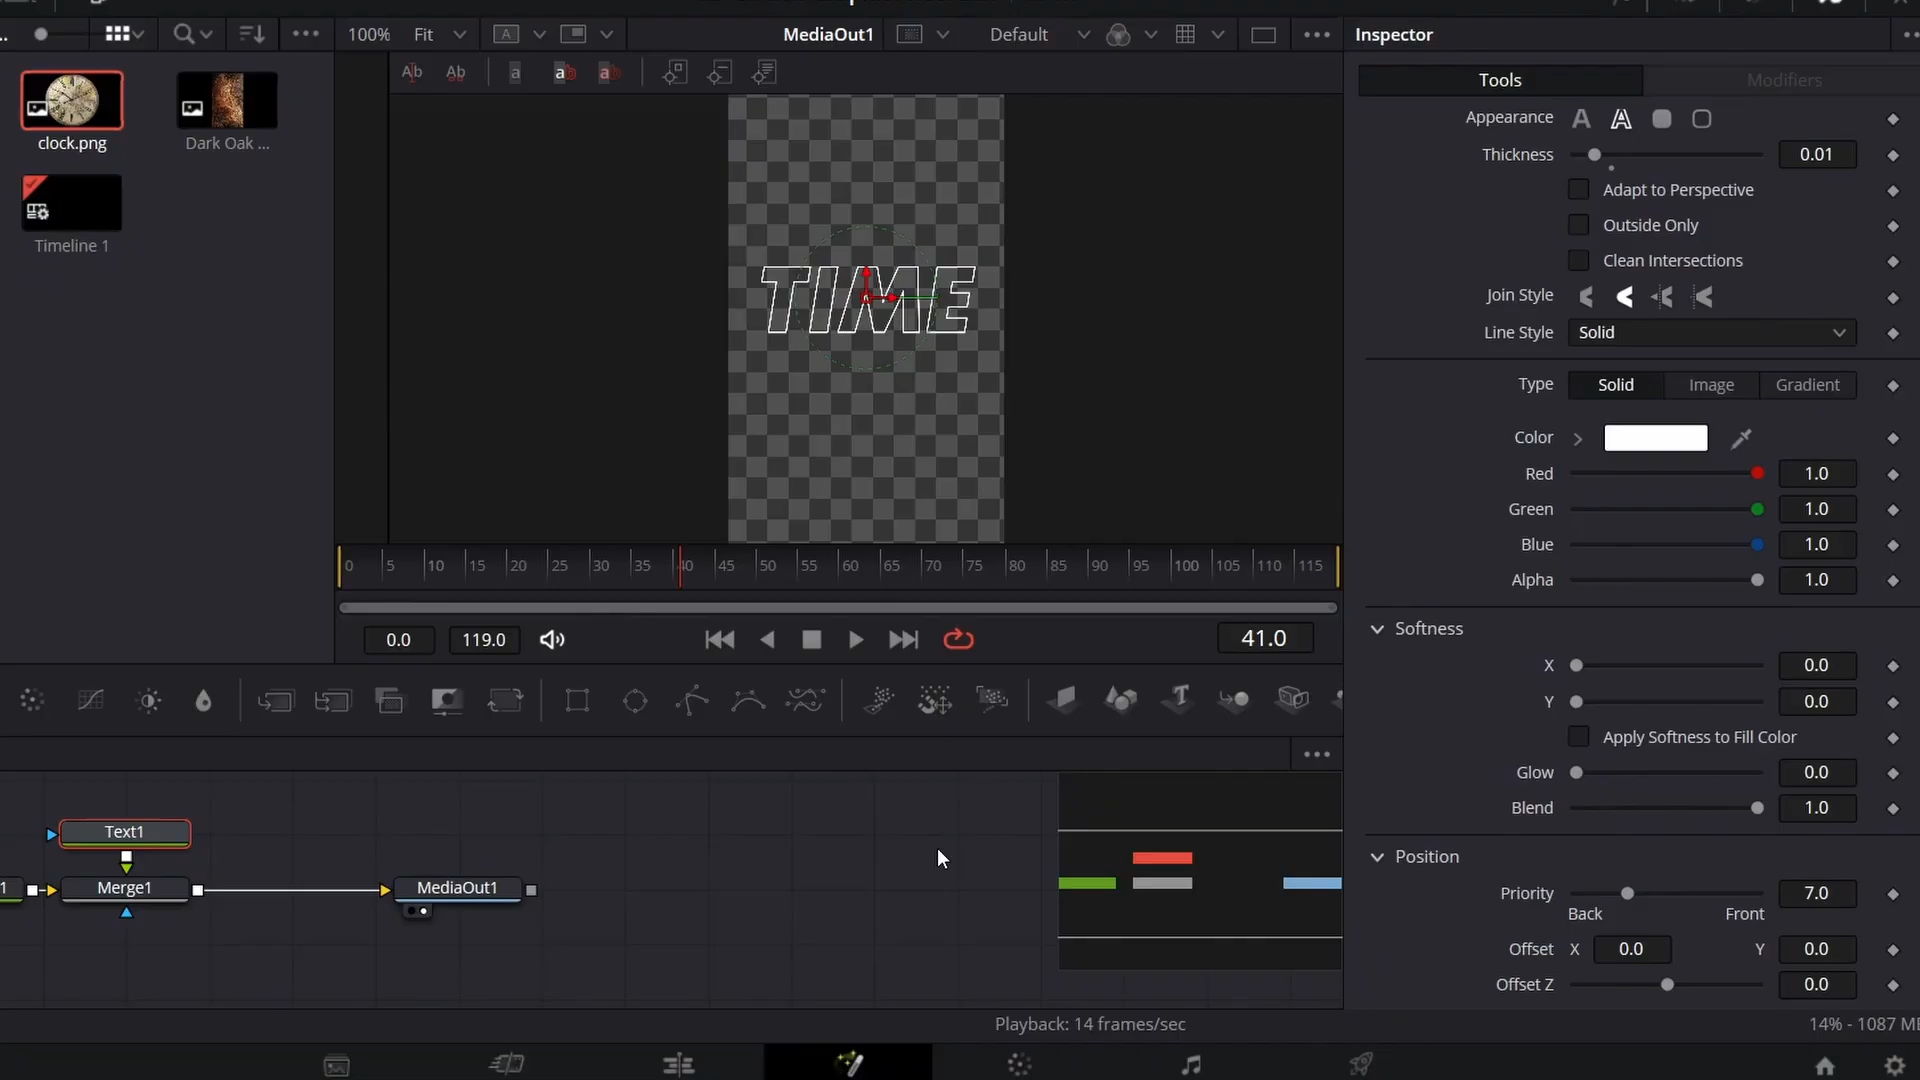 100% Fit
MediaOut1
Default
Inspector
Tools
Modifiers
clock.png
Dark Oak ...
Timeline 1
TIME
Appearance
Thickness 0.01
Adapt to Perspective
Outside Only
Clean Intersections
Join Style
Line Style Solid
Type Solid Image Gradient
Color
Red 1.0
Green 1.0
Blue 1.0
Alpha 1.0
Softness
X 0.0
Y 0.0
Apply Softness to Fill Color
Glow 0.0
Blend 1.0
Position
Priority 7.0
Back Front
Offset X 0.0 Y 0.0
Offset Z 0.0
0 5 10 15 20 25 30 35 40 45 50 55 60 65 70 75 80 85 90 95 100 105 110 115
0.0 119.0 41.0
Text1
1 Merge1 MediaOut1
Playback: 14 frames/sec
14% - 1087 M